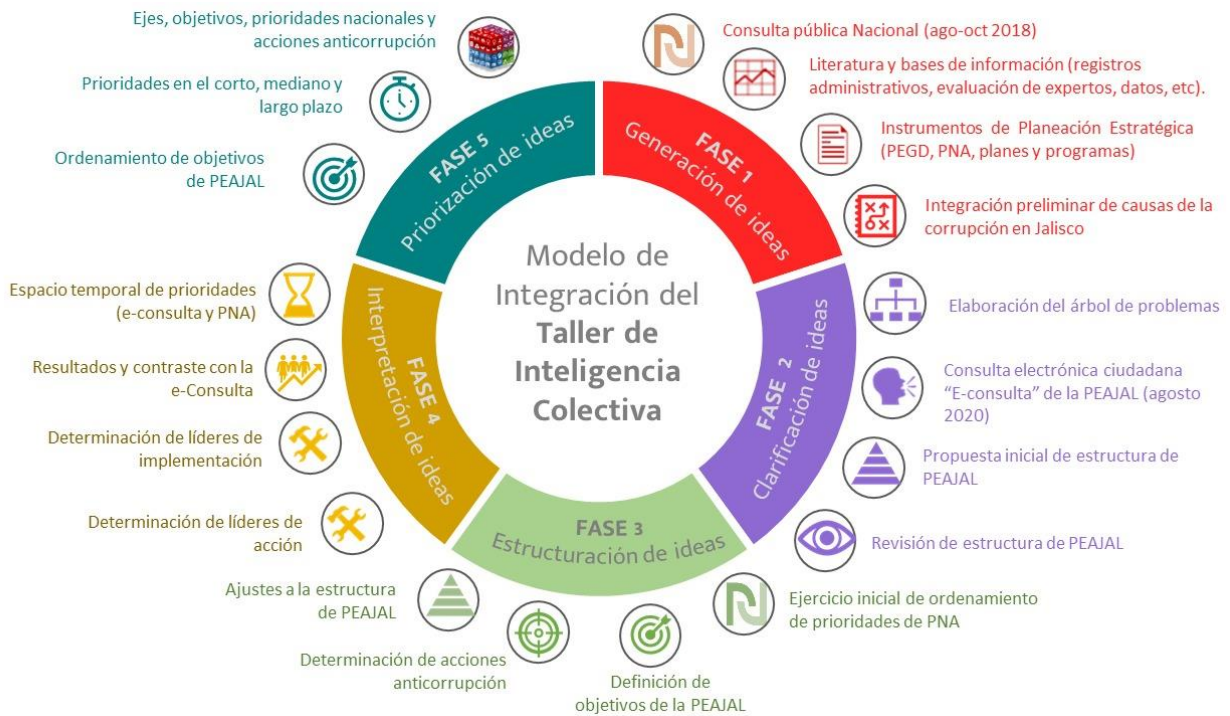 Modelo de
Integración del
Taller de
Inteligencia
Colectiva
FASE 1
Generación de ideas
Consulta pública Nacional (ago-oct 2018)
Literatura y bases de información (registros
administrativos, evaluación de expertos, datos, etc).
Instrumentos de Planeación Estratégica
(PEGD, PNA, planes y programas)
Integración preliminar de causas de la
corrupción en Jalisco
FASE 2
Clarificación de ideas
Elaboración del árbol de problemas
Consulta electrónica ciudadana
“E-consulta” de la PEAJAL (agosto
2020)
Propuesta inicial de estructura de
PEAJAL
Revisión de estructura de PEAJAL
FASE 3
Estructuración de ideas
Ejercicio inicial de ordenamiento
de prioridades de PNA
Definición de
objetivos de la PEAJAL
Determinación de acciones
anticorrupción
Ajustes a la estructura
de PEAJAL
FASE 4
Interpretación de ideas
Determinación de líderes de
acción
Determinación de líderes de
implementación
Resultados y contraste con la
e-Consulta
Espacio temporal de prioridades
(e-consulta y PNA)
FASE 5
Priorización de ideas
Ordenamiento de objetivos
de PEAJAL
Prioridades en el corto, mediano y
largo plazo
Ejes, objetivos, prioridades nacionales y
acciones anticorrupción